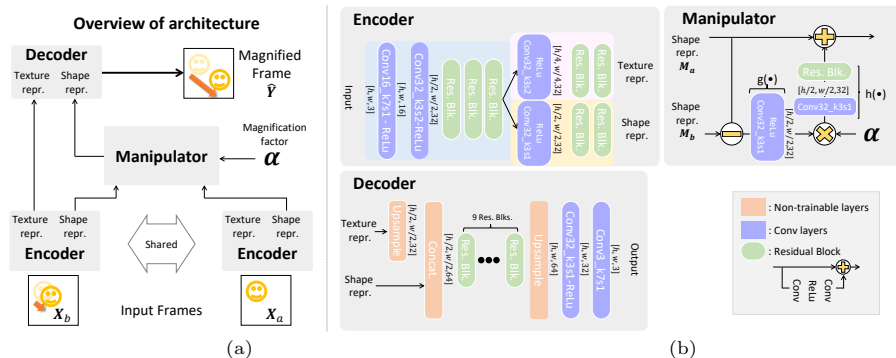 Overview of architecture
Decoder
Texture repr.
Shape repr.
Magnified Frame
Ŷ
Magnification factor
α
Manipulator
Texture repr.
Shape repr.
Encoder
Shared
Texture repr.
Shape repr.
Encoder
X_b
Input Frames
X_a
(a)
Encoder
Input
[h,w,3]
Conv16_k7s1 - ReLu
[h,w,16]
Conv32_k3s2-ReLu
[h/2,w/2,32]
Res. Blk.
Res. Blk.
Res. Blk.
ReLu
Conv32_k3s2
[h/4,w/4,32]
Res. Blk.
Res. Blk.
Texture repr.
ReLu
Conv32_k3s1
[h/2,w/2,32]
Res. Blk.
Res. Blk.
Shape repr.
Manipulator
Shape repr.
M_a
Shape repr.
M_b
g(•)
ReLu
Conv32_k3s1
[h/2,w/2,32]
Res. Blk.
[h/2,w/2,32]
Conv32_k3s1
h(•)
α
Decoder
Texture repr.
Upsample
[h/2,w/2,32]
Shape repr.
Concat.
[h/2,w/2,64]
9 Res. Blks.
Res. Blk.
Res. Blk.
Upsample
[h,w,64]
Conv32_k3s1-ReLu
[h,w,32]
Conv3_k7s1
[h,w,3]
Output
: Non-trainable layers
: Conv layers
: Residual Block
Conv
ReLu
Conv
(b)